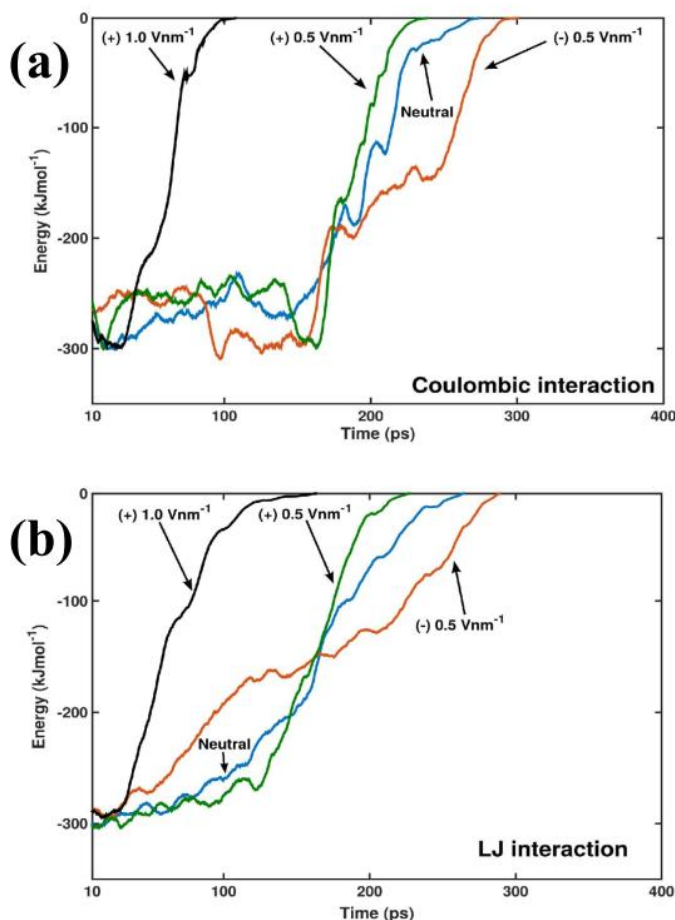 (a)
(+) 1.0 Vnm⁻¹
(+) 0.5 Vnm⁻¹
(-) 0.5 Vnm⁻¹
Neutral
0
-100
-200
-300
Energy (kJmol⁻¹)
Coulombic interaction
10 100 200 300 400
Time (ps)
(b)
(+) 1.0 Vnm⁻¹
(+) 0.5 Vnm⁻¹
(-) 0.5 Vnm⁻¹
Neutral
0
-100
-200
-300
Energy (kJmol⁻¹)
LJ interaction
10 100 200 300 400
Time (ps)